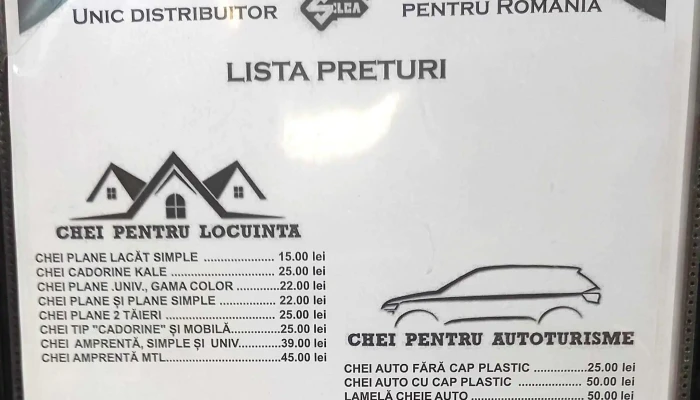 UNIC DISTRIBUITOR SILCA PENTRU ROMANIA
LISTA PRETURI
CHEI PENTRU LOCUINTA
CHEI PLANE LACĂT SIMPLE ..................... 15.00 lei
CHEI CADORINE KALE ............................. 25.00 lei
CHEI PLANE .UNIV., GAMA COLOR ............22.00 lei
CHEI PLANE ȘI PLANE SIMPLE ................. 22.00 lei
CHEI PLANE 2 TĂIERI ............................... 25.00 lei
CHEI TIP "CADORINE" ȘI MOBILĂ..............25.00 lei
CHEI AMPRENTĂ, SIMPLE ȘI UNIV............39.00 lei
CHEI AMPRENTĂ MTL................................45.00 lei
CHEI PENTRU AUTOTURISME
CHEI AUTO FĂRĂ CAP PLASTIC ...............25.00 lei
CHEI AUTO CU CAP PLASTIC ................... 50.00 lei
LAMELĂ CHEIE AUTO ................................ 50.00 lei